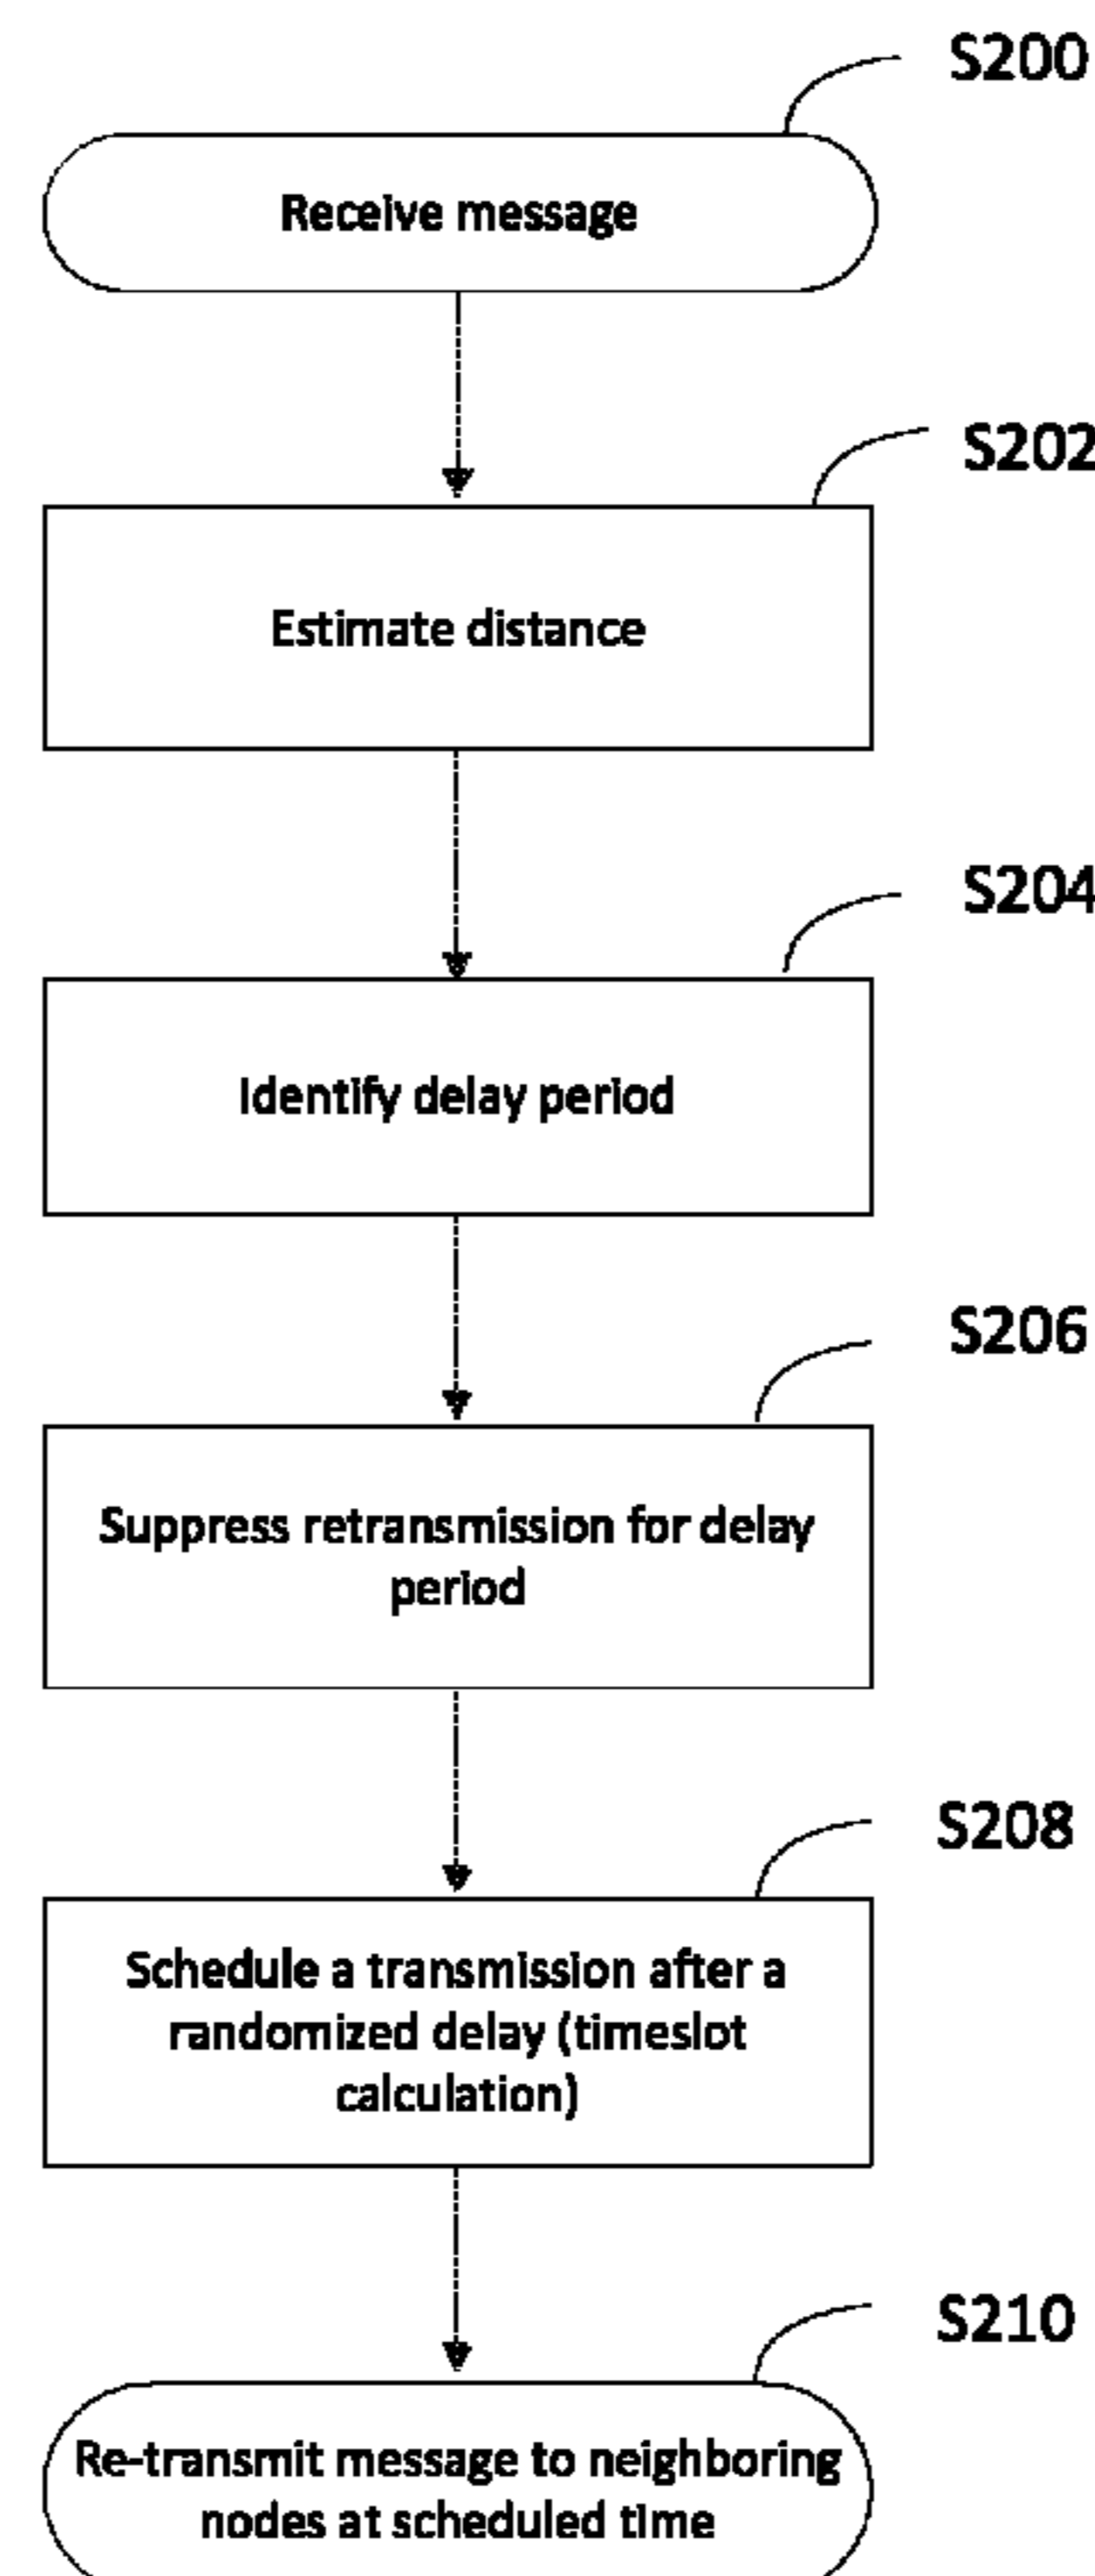 S200
Receive message
S202
Estimate distance
S204
Identify delay period
S206
Suppress retransmission for delay
period
S208
Schedule a transmission after a
randomized delay (timeslot
calculation)
S210
Re-transmit message to neighboring
nodes at scheduled time